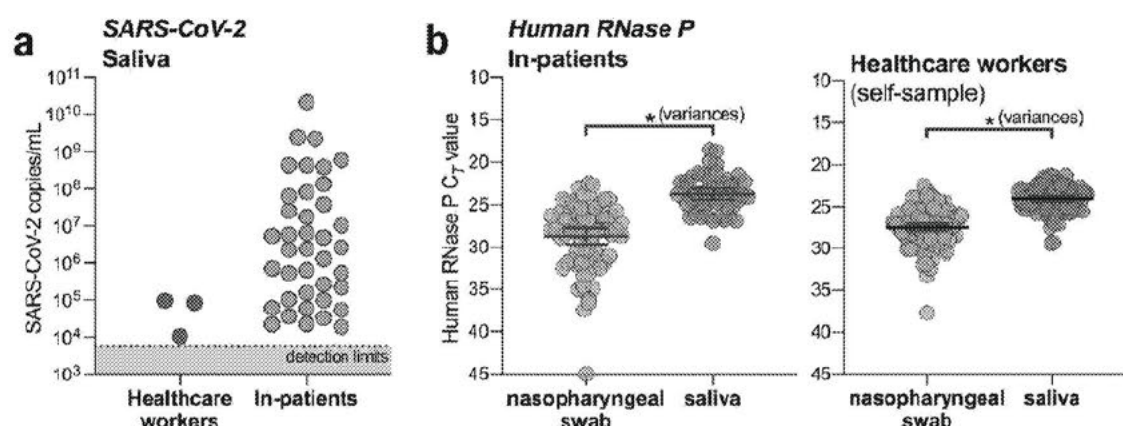 a
SARS-CoV-2
Saliva
SARS-CoV-2 copies/mL
10¹¹
10¹⁰
10⁹
10⁸
10⁷
10⁶
10⁵
10⁴
10³
detection limits
Healthcare
workers
In-patients
b
Human RNase P
In-patients
Human RNase P C_T value
10
15
20
25
30
35
40
45
* (variances)
nasopharyngeal
swab
saliva
Healthcare workers
(self-sample)
10
15
20
25
30
35
40
45
* (variances)
nasopharyngeal
swab
saliva